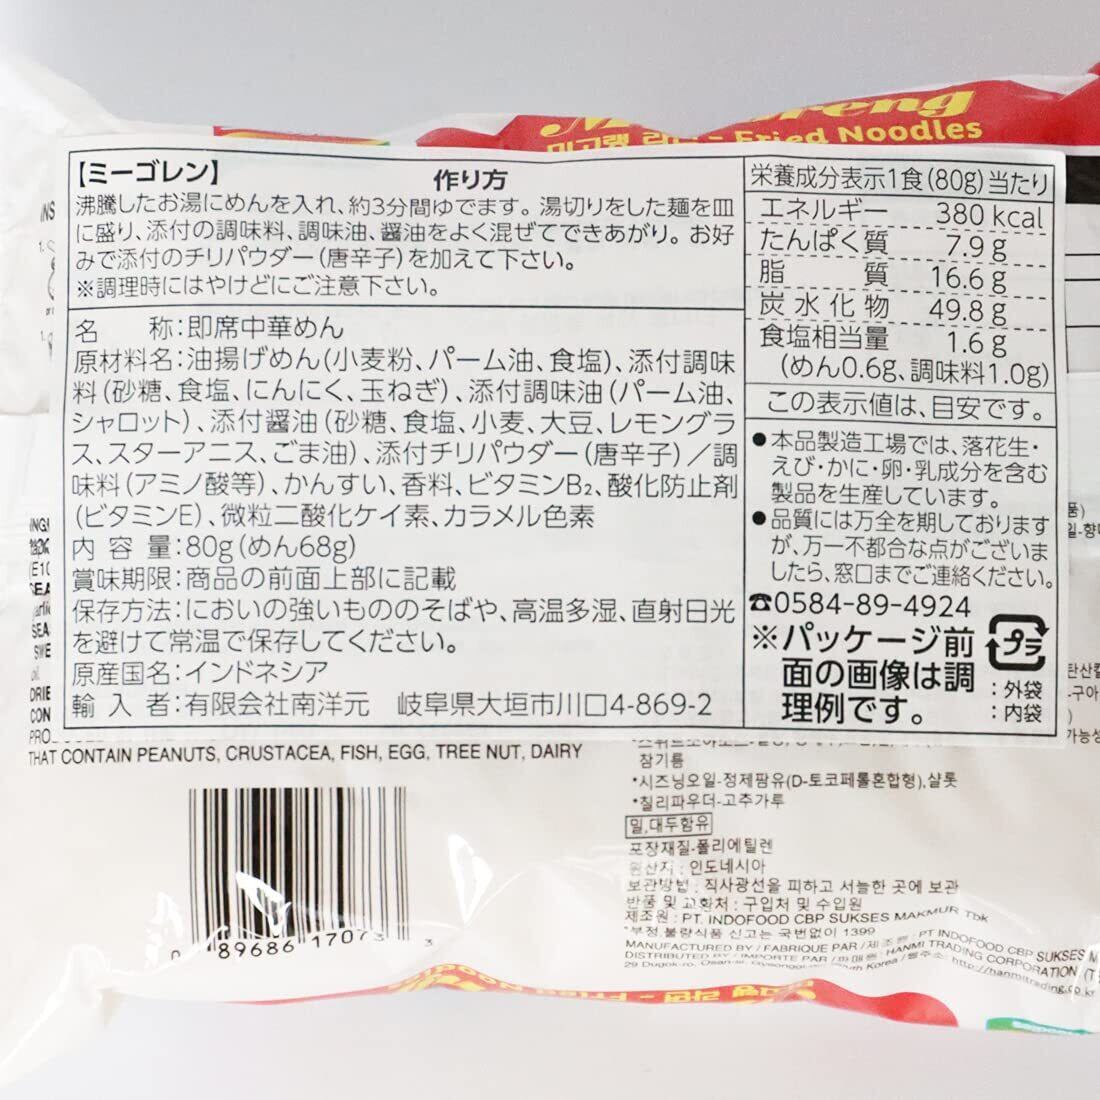 Fried Noodles
【ミーゴレン】 作り方
沸騰したお湯にめんを入れ、約3分間ゆでます。湯切りをした麺を皿
に盛り、添付の調味料、調味油、醤油をよく混ぜてできあがり。お好
みで添付のチリパウダー(唐辛子)を加えて下さい。
※調理時にはやけどにご注意下さい。
名 称:即席中華めん
原材料名:油揚げめん(小麦粉、パーム油、食塩)、添付調味
料(砂糖、食塩、にんにく、玉ねぎ)、添付調味油(パーム油、
シャロット)、添付醤油(砂糖、食塩、小麦、大豆、レモングラ
ス、スターアニス、ごま油)、添付チリパウダー(唐辛子)/調
味料(アミノ酸等)、かんすい、香料、ビタミンB₂、酸化防止剤
(ビタミンE)、微粒二酸化ケイ素、カラメル色素
内 容 量:80g(めん68g)
賞味期限:商品の前面上部に記載
保存方法:においの強いもののそばや、高温多湿、直射日光
を避けて常温で保存してください。
原産国名:インドネシア
輸 入 者:有限会社南洋元 岐阜県大垣市川口4-869-2
栄養成分表示1食(80g)当たり
エネルギー 380 kcal
たんぱく質 7.9 g
脂 質 16.6 g
炭水化物 49.8 g
食塩相当量 1.6 g
(めん0.6g、調味料1.0g)
この表示値は、目安です。
●本品製造工場では、落花生・
えび・かに・卵・乳成分を含む
製品を生産しています。
●品質には万全を期しております
が、万一不都合な点がございま
したら、窓口までご連絡ください。
☎0584-89-4924
※パッケージ前
面の画像は調
理例です。
プラ
:外袋
:内袋
THAT CONTAIN PEANUTS, CRUSTACEA, FISH, EGG, TREE NUT, DAIRY
0 89686 17073 3
참기름
*시즈닝오일-정제팜유(D-토코페롤혼합형),샬롯
*칠리파우더-고추가루
밀,대두함유
포장재질-폴리에틸렌
원산지 : 인도네시아
보관방법 : 직사광선을 피하고 서늘한 곳에 보관
반품 및 교환처 : 구입처 및 수입원
제조원 : PT. INDOFOOD CBP SUKSES MAKMUR Tbk
*부정,불량식품 신고는 국번없이 1399
MANUFACTURED BY / FABRIQUE PAR / 제조원 : PT INDOFOOD CBP SUKSES M
DISTRIBUTED BY / IMPORTE PAR / 판매원 : HANMI TRADING CORPORATION